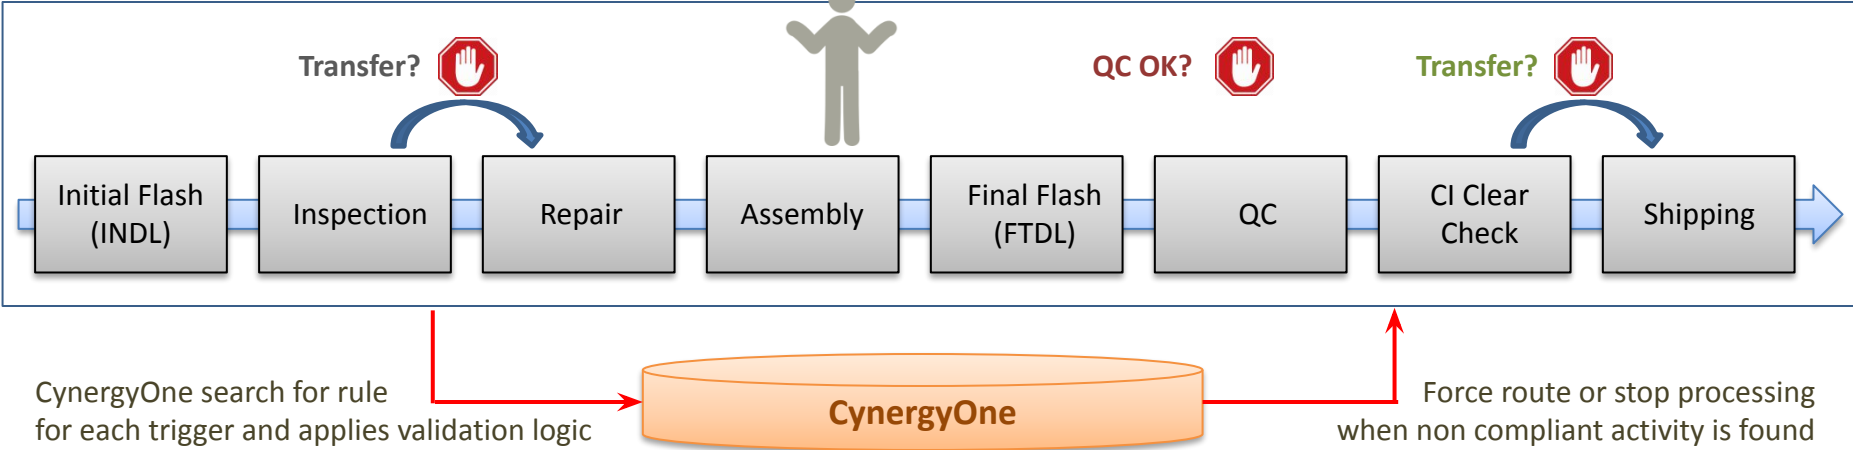 Transfer?
QC OK?
Transfer?
Initial Flash
(INDL)
Inspection
Repair
Assembly
Final Flash
(FTDL)
QC
CI Clear
Check
Shipping
CynergyOne search for rule
for each trigger and applies validation logic
CynergyOne
Force route or stop processing
when non compliant activity is found